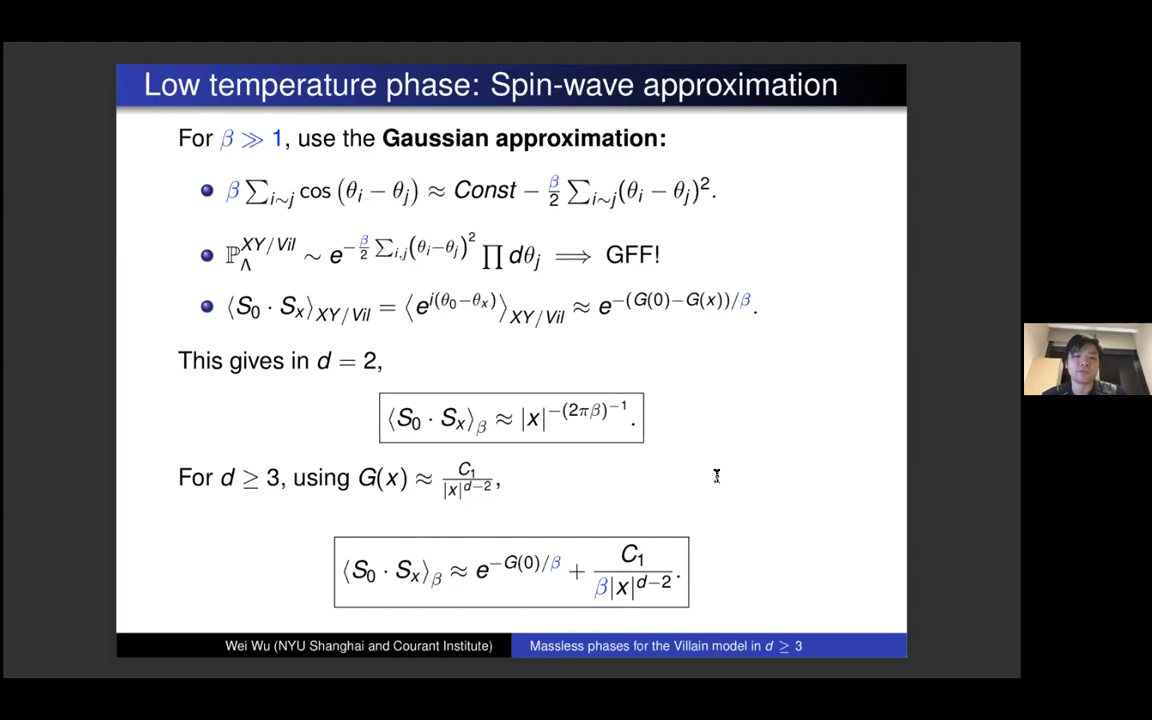 Low temperature phase: Spin-wave approximation
For β ≫ 1, use the Gaussian approximation:
β ∑_{i∼j} cos (θ_i − θ_j) ≈ Const − β/2 ∑_{i∼j}(θ_i − θ_j)².
ℙ_Λ^{XY/Vil} ∼ e^{−β/2 ∑_{i,j}(θ_i−θ_j)²} ∏ dθ_j ⟹ GFF!
⟨S_0 · S_x⟩_{XY/Vil} = ⟨e^{i(θ_0−θ_x)}⟩_{XY/Vil} ≈ e^{−(G(0)−G(x))/β}.
This gives in d = 2,
⟨S_0 · S_x⟩_β ≈ |x|^{−(2πβ)^{−1}}.
For d ≥ 3, using G(x) ≈ C_1/|x|^{d−2},
⟨S_0 · S_x⟩_β ≈ e^{−G(0)/β} + C_1/β|x|^{d−2}.
Wei Wu (NYU Shanghai and Courant Institute) Massless phases for the Villain model in d ≥ 3